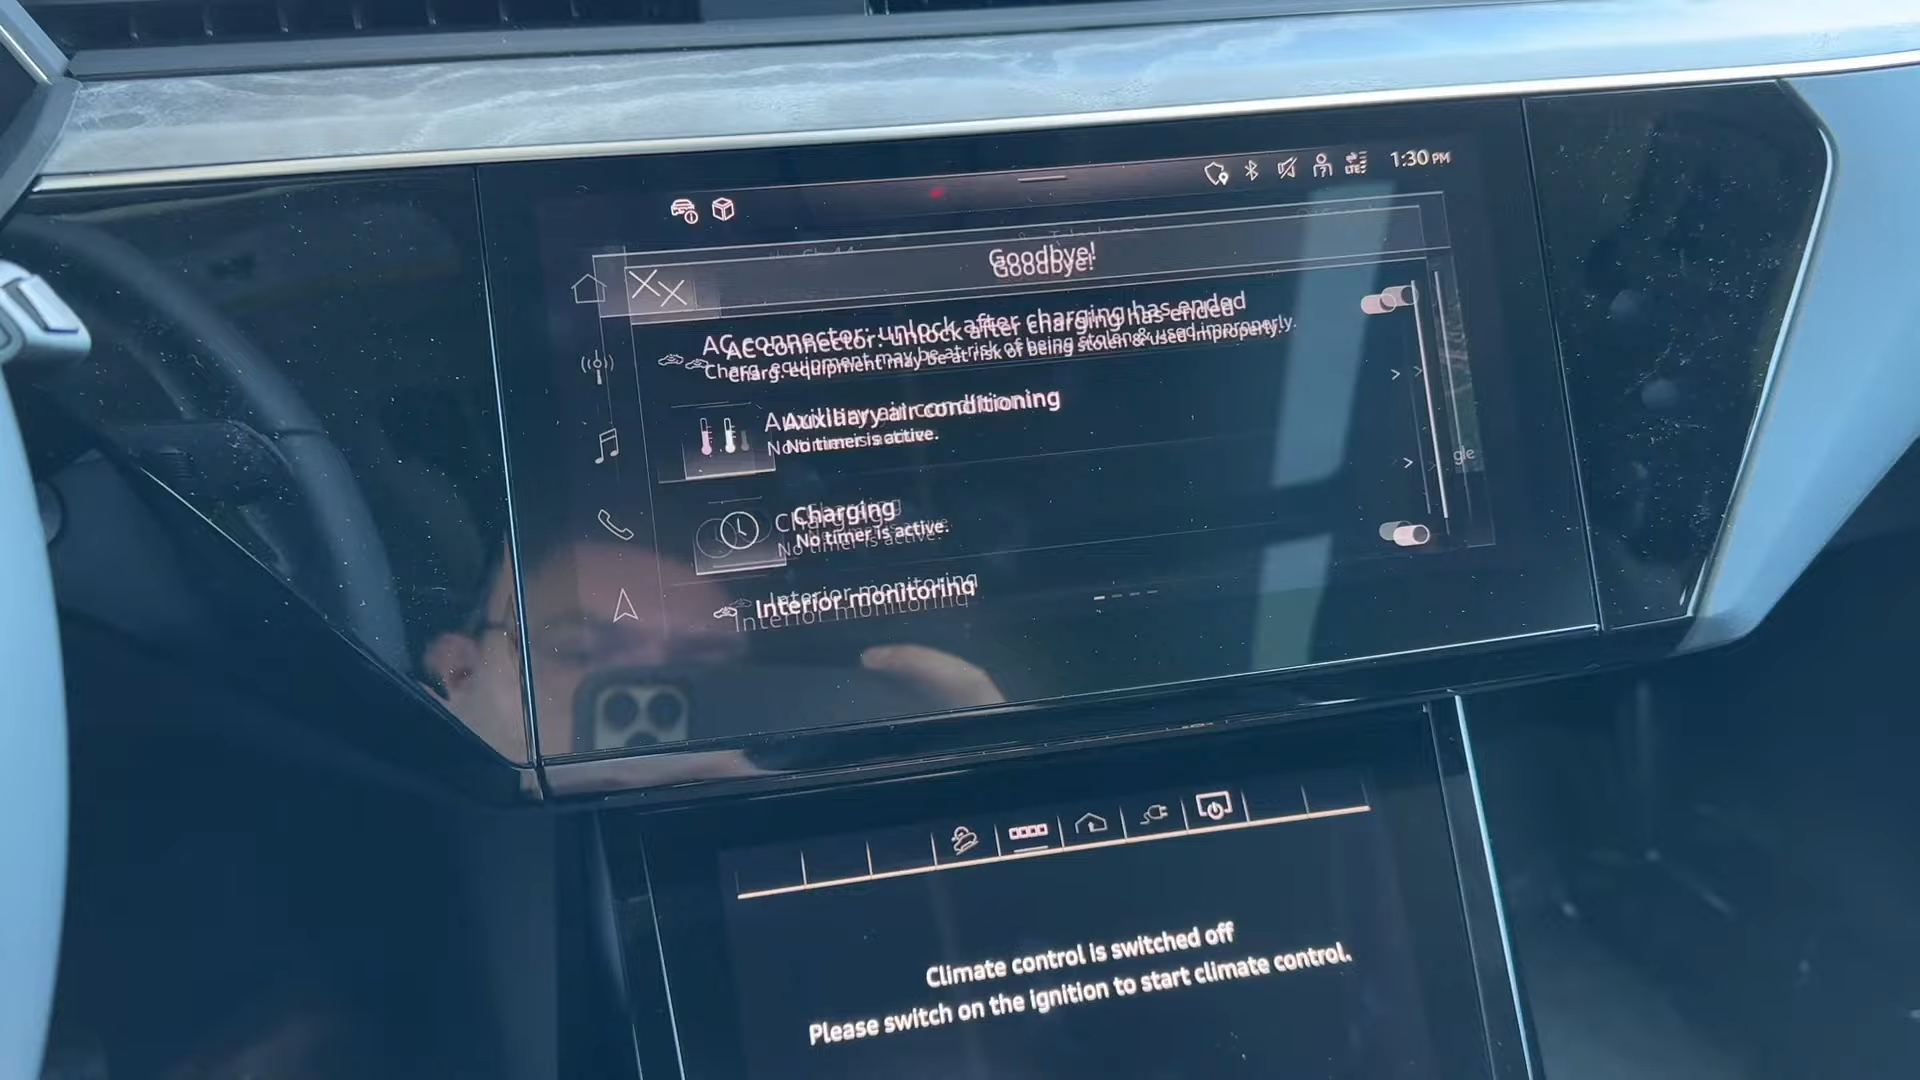 LTE
1:30 PM
Goodbye!
AC connector: unlock after charging has ended
Charg. equipment may be at risk of being stolen & used improperly.
Auxiliary air conditioning
No timer is active.
gle
Charging
No timer is active.
Interior monitoring
Climate control is switched off
Please switch on the ignition to start climate control.